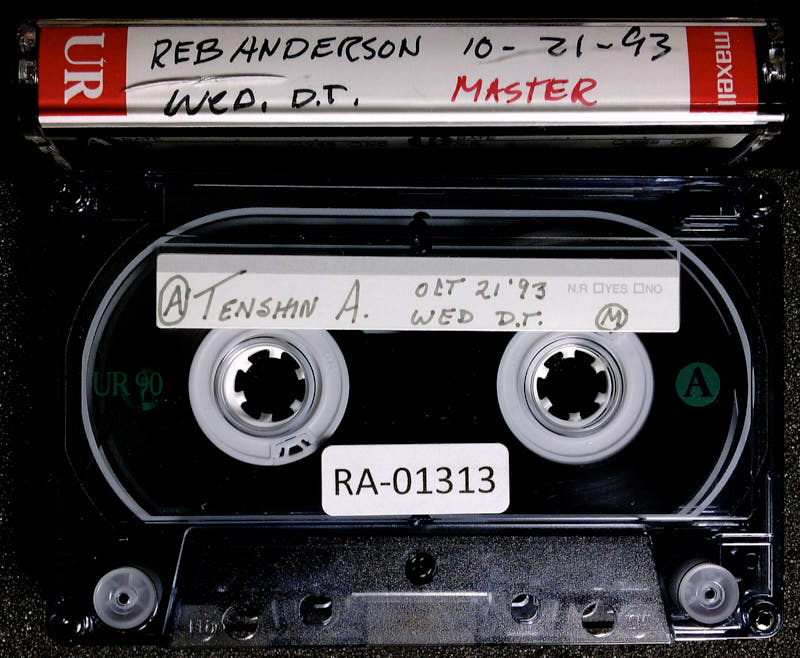 UR
REB ANDERSON 10-21-93
WED. D.T. MASTER
maxell
A TENSHIN A. OCT 21 '93 N.R □YES □NO
WED D.T. M
UR 90
A
RA-01313